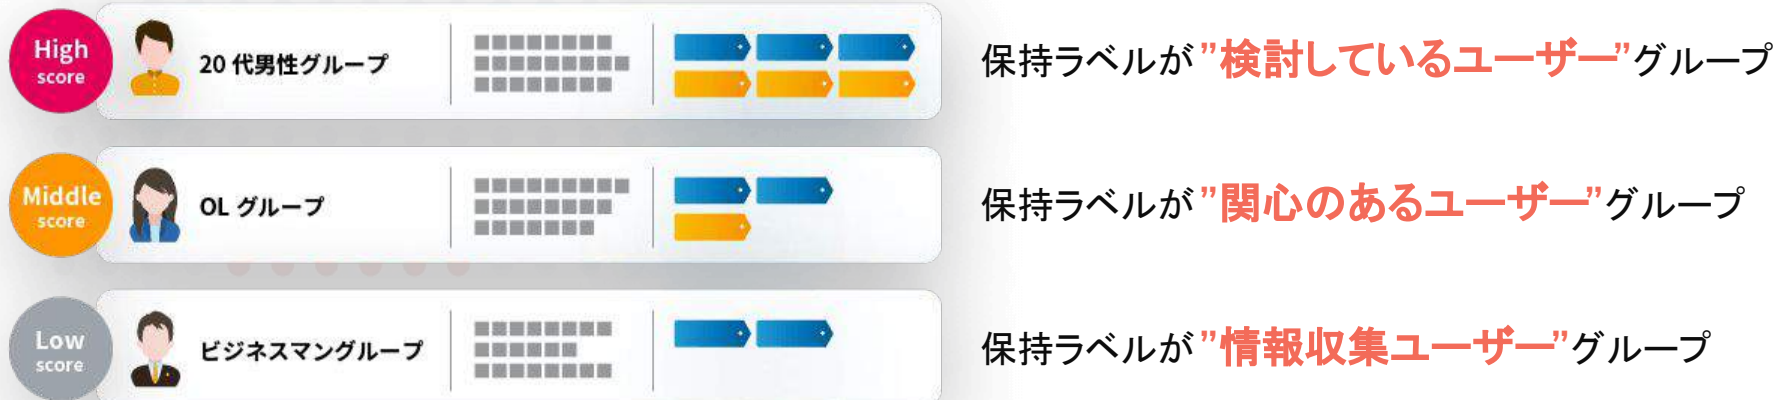 High
score
20 代男性グループ
保持ラベルが”検討しているユーザー”グループ
Middle
score
OL グループ
保持ラベルが”関心のあるユーザー”グループ
Low
score
ビジネスマングループ
保持ラベルが”情報収集ユーザー”グループ